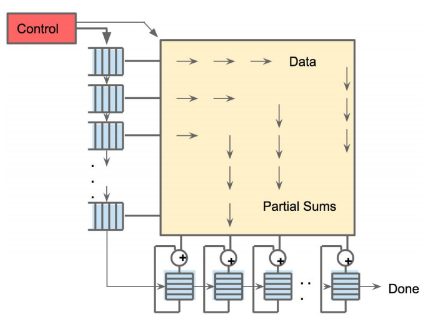 Control
Data
Partial Sums
+ + + +
Done